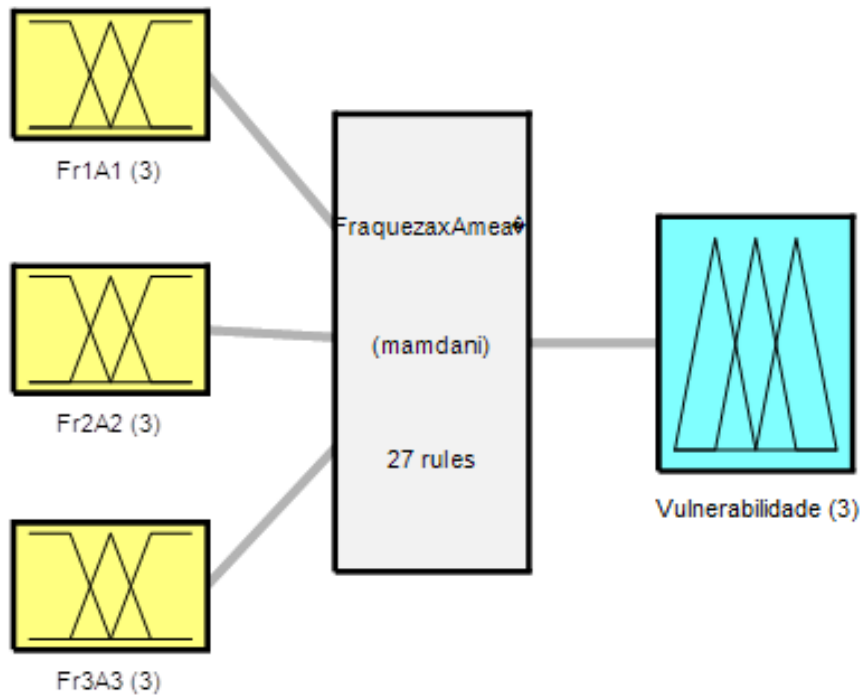 Fr1A1 (3)
Fr2A2 (3)
Fr3A3 (3)
FraquezaxAmea�
(mamdani)
27 rules
Vulnerabilidade (3)